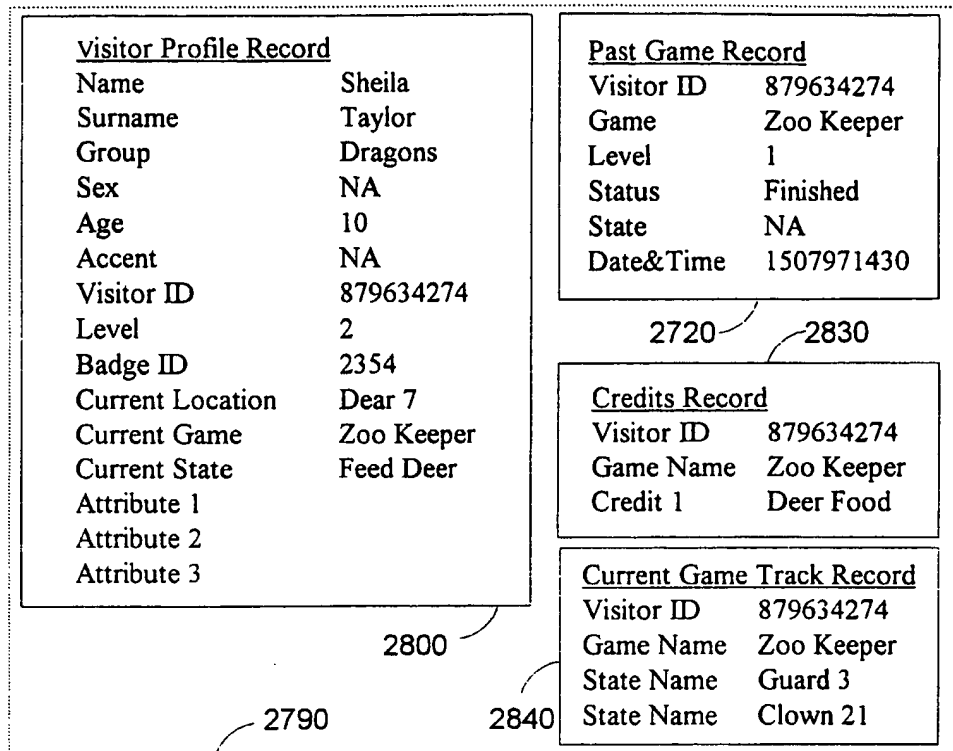 Visitor Profile Record
Name Sheila
Surname Taylor
Group Dragons
Sex NA
Age 10
Accent NA
Visitor ID 879634274
Level 2
Badge ID 2354
Current Location Dear 7
Current Game Zoo Keeper
Current State Feed Deer
Attribute 1
Attribute 2
Attribute 3
2800
2790
Past Game Record
Visitor ID 879634274
Game Zoo Keeper
Level 1
Status Finished
State NA
Date&Time 1507971430
2720
2830
Credits Record
Visitor ID 879634274
Game Name Zoo Keeper
Credit 1 Deer Food
Current Game Track Record
Visitor ID 879634274
Game Name Zoo Keeper
State Name Guard 3
State Name Clown 21
2840